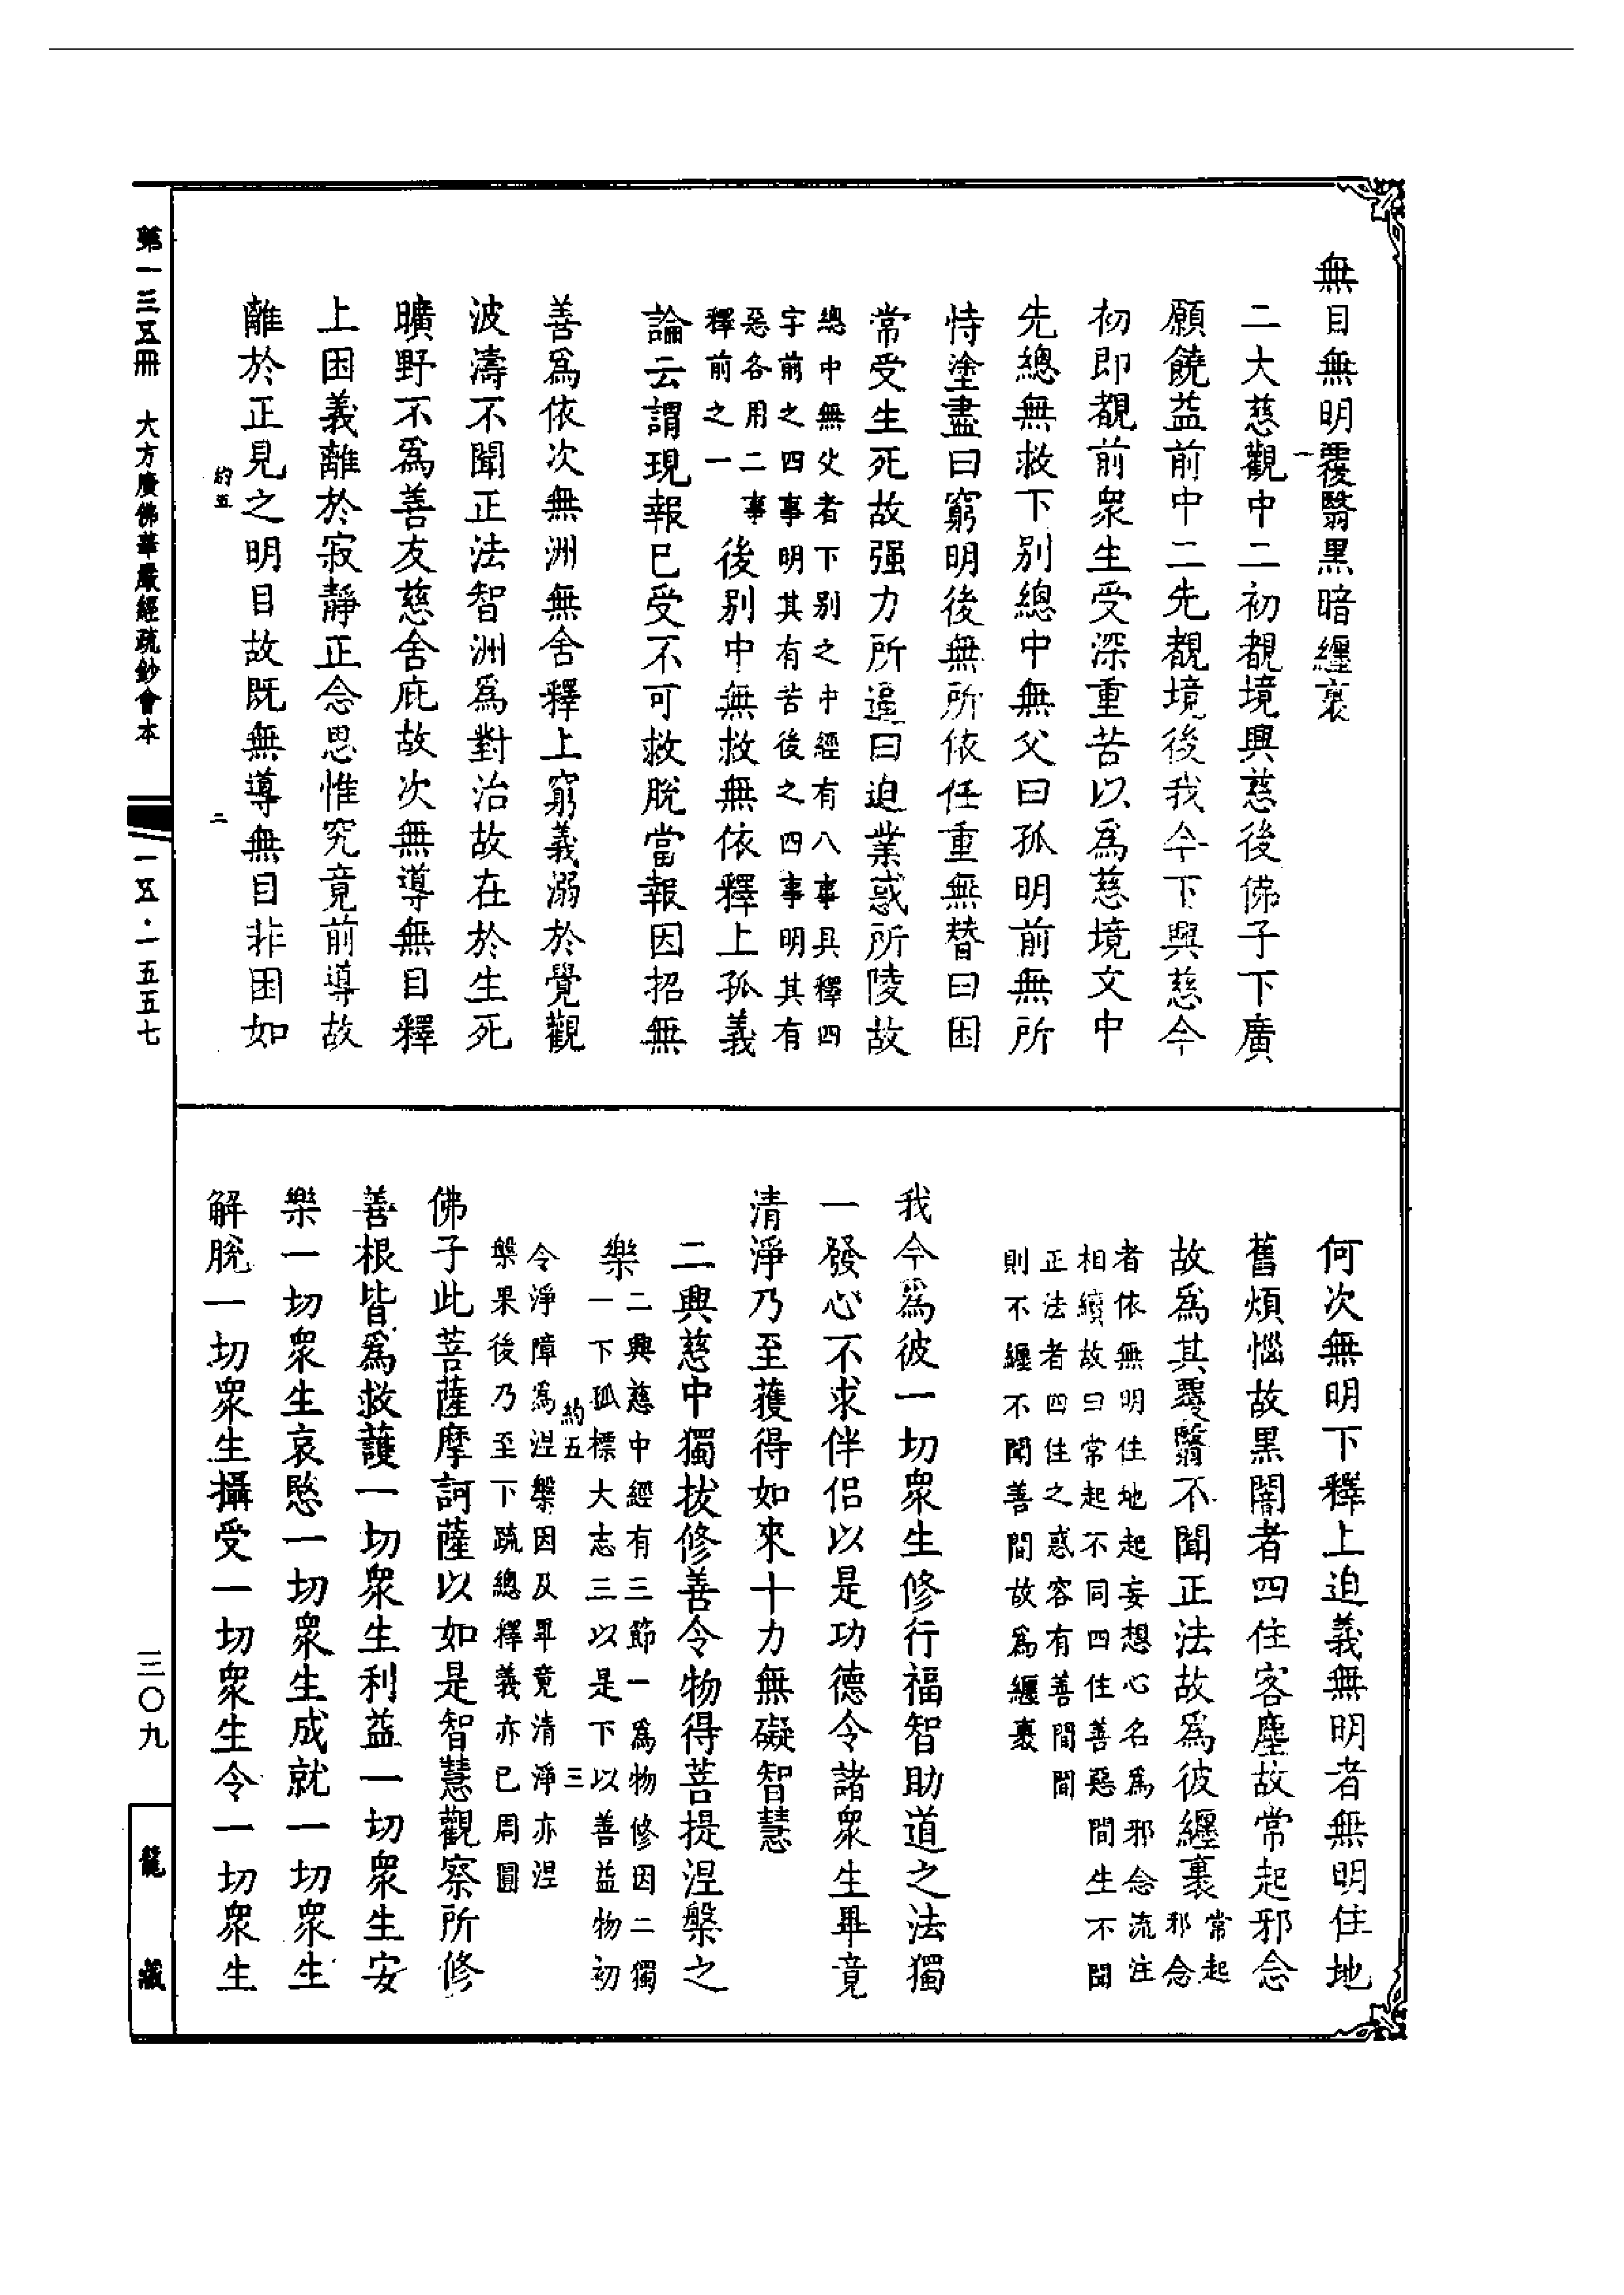 無目無明覆翳黑暗纏裹
二大慈觀中二初覩境興慈後佛子下廣
願饒益前中二先覩境後我今下興慈今
初即覩前衆生受深重苦以爲慈境文中
先總無救下別總中無父曰孤明前無所
恃塗盡曰窮明後無所依任重無替曰困
常受生死故强力所逼曰迫業惑所陵故
總中無史者下別之中經有八事具釋四
字前之四事明其有苦後之四事明其有
惡各用二事
釋前之一
後別中無救無依釋上孤義
論云謂現報已受不可救脫當報因招無
善爲依次無洲無舍釋上窮義溺於覺觀
波濤不聞正法智洲爲對治故在於生死
曠野不爲善友慈舍庇故次無導無目釋
上困義離於寂靜正念思惟究竟前導故
離於正見之明目故旣無導無目非困如
約五
二
何次無明下釋上迫義無明者無明住地
舊煩惱故黑闇者四住客塵故常起邪念
故爲其覆翳不聞正法故爲彼纏裹
常起
邪念
者依無明住地起妄想心名爲邪念流注
相續故曰常起不同四住善惡間生不聞
正法者四住之惑容有善間間
則不纏不聞善間故爲纏裹
我今爲彼一切衆生修行福智助道之法獨
一發心不求伴侶以是功德令諸衆生畢竟
清淨乃至獲得如來十力無礙智慧
二興慈中獨拔修善令物得菩提涅槃之
樂
二興慈中經有三節一爲物修因二獨
一下孤標大志三以是下以善益物初
約五
三
令淨障爲涅槃因及畢竟清淨亦涅
槃果後乃至下疏總釋義亦已周圓
佛子此菩薩摩訶薩以如是智慧觀察所修
善根皆爲救護一切衆生利益一切衆生安
樂一切衆生哀愍一切衆生成就一切衆生
解脫一切衆生攝受一切衆生令一切衆生
第一三五冊 大方廣佛華嚴經疏鈔會本
一五·一五五七
三〇九
龍藏